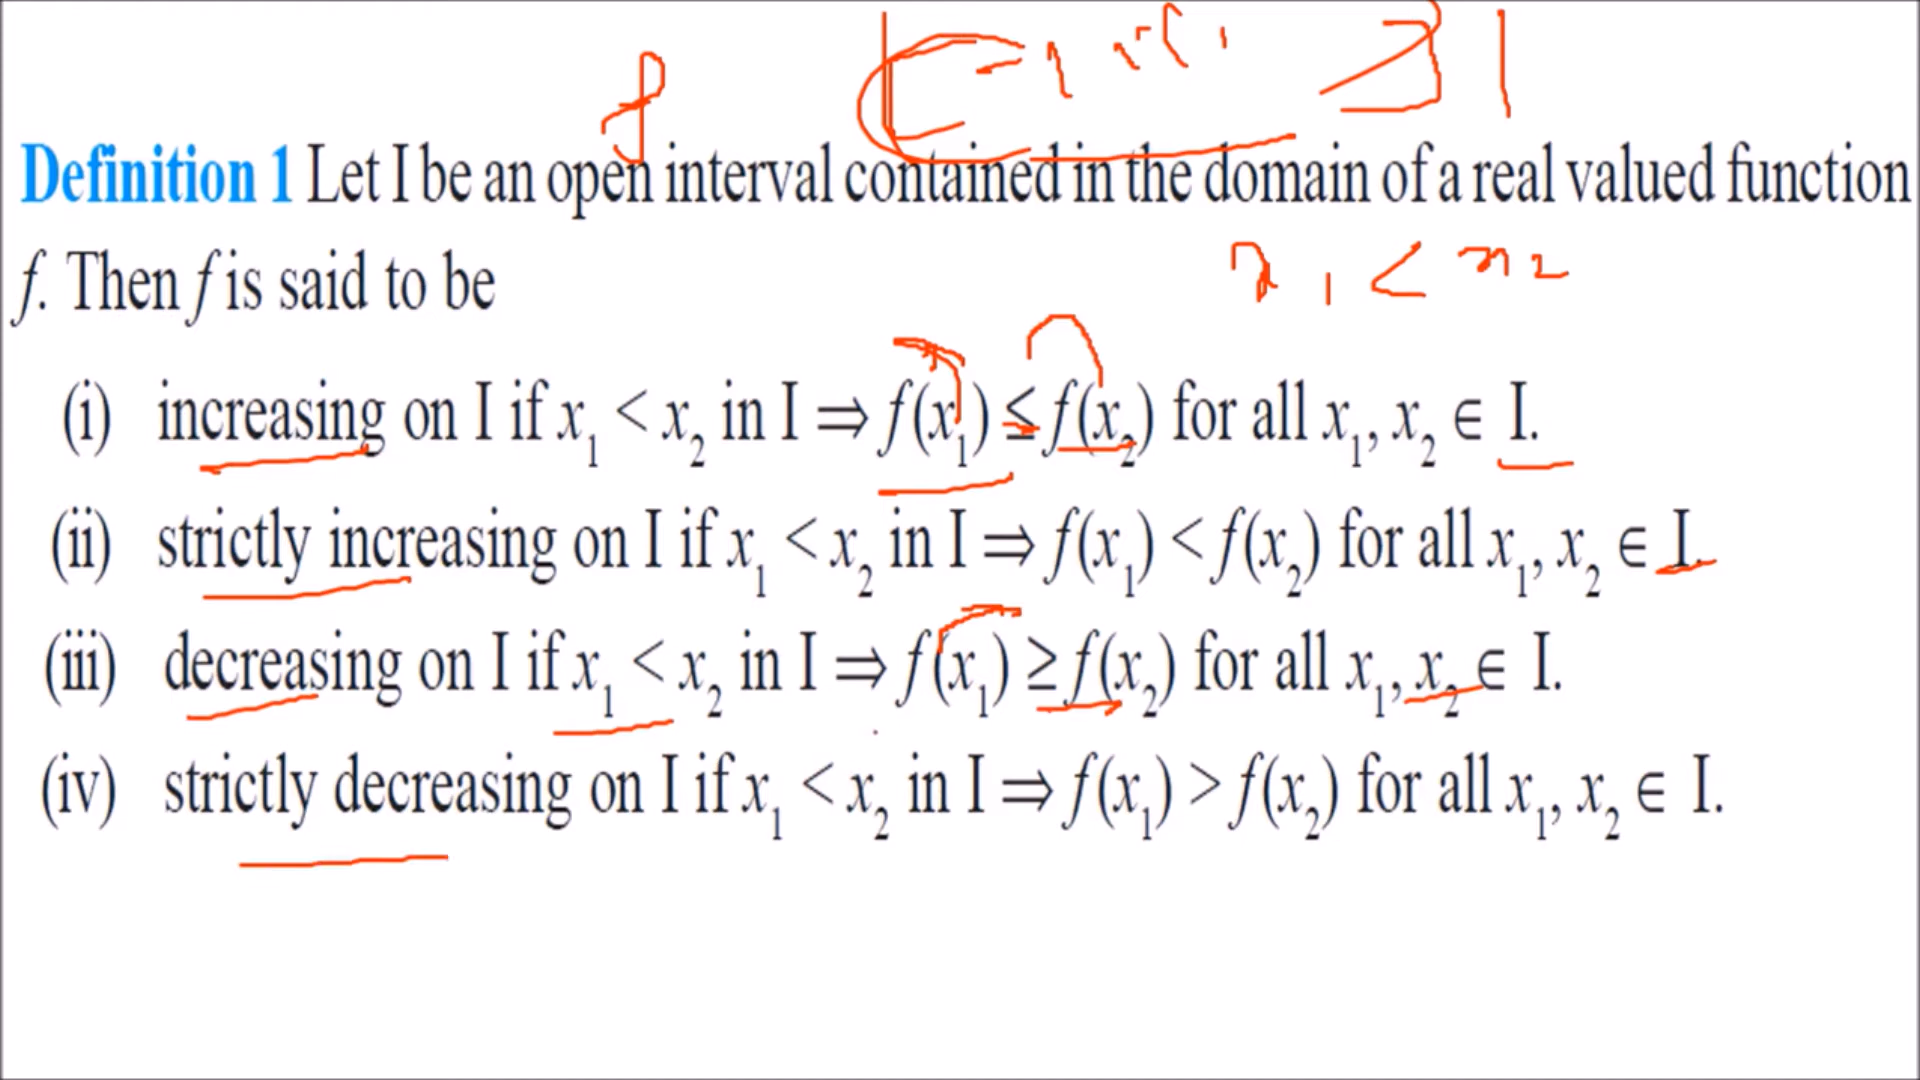 f
Definition 1 Let I be an open interval contained in the domain of a real valued function
f. Then f is said to be
x₁ < x₂
(i) increasing on I if x₁ < x₂ in I ⇒ f(x₁) ≤ f(x₂) for all x₁, x₂ ∈ I.
(ii) strictly increasing on I if x₁ < x₂ in I ⇒ f(x₁) < f(x₂) for all x₁, x₂ ∈ I.
(iii) decreasing on I if x₁ < x₂ in I ⇒ f(x₁) ≥ f(x₂) for all x₁, x₂ ∈ I.
(iv) strictly decreasing on I if x₁ < x₂ in I ⇒ f(x₁) > f(x₂) for all x₁, x₂ ∈ I.